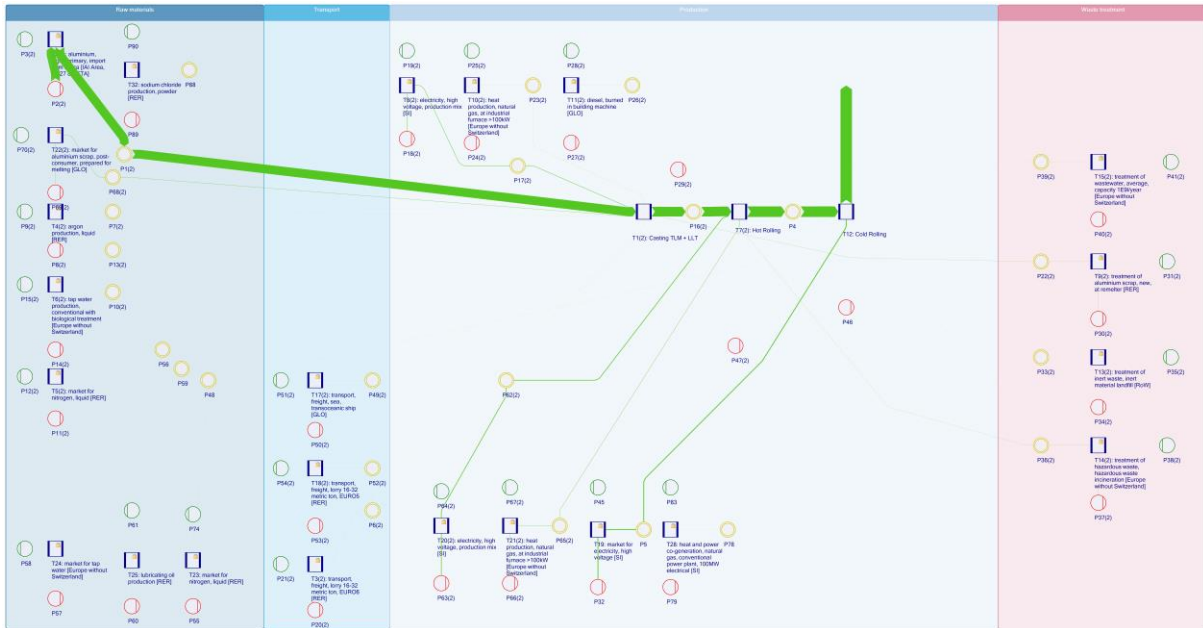 Raw materials
Transport
Production
Waste treatment
P3(2)
aluminium,
primary, import
[IAI Area,
P2(2)
P90
T32: sodium chloride
production, powder
[RER]
P88
P89
P70(2)
T22(2): market for
aluminium scrap, post-
consumer, prepared for
melting [GLO]
P1(2)
P68(2)
P9(2)
T4(2): argon
production, liquid
[RER]
P7(2)
P8(2)
P13(2)
P15(2)
T6(2): tap water
production,
conventional with
biological treatment
[Europe without
Switzerland]
P10(2)
P14(2)
P12(2)
T5(2): market for
nitrogen, liquid [RER]
P11(2)
P59
P48
P61
P74
P58
T24: market for tap
water [Europe without
Switzerland]
T25: lubricating oil
production [RER]
T23: market for
nitrogen, liquid [RER]
P57
P60
P55
P51(2)
T17(2): transport,
freight, sea,
transoceanic ship
[GLO]
P49(2)
P50(2)
P54(2)
T18(2): transport,
freight, lorry 16-32
metric ton, EURO5
[RER]
P52(2)
P53(2)
P6(2)
P21(2)
T3(2): transport,
freight, lorry 16-32
metric ton, EURO5
[RER]
P20(2)
P19(2)
T8(2): electricity, high
voltage, production mix
[SI]
P18(2)
P25(2)
T10(2): heat
production, natural
gas, at industrial
furnace >100kW
[Europe without
Switzerland]
P23(2)
P24(2)
P28(2)
T11(2): diesel, burned
in building machine
[GLO]
P26(2)
P27(2)
P17(2)
P29(2)
T1(2): Casting TLM + LLT
P16(2)
T7(2): Hot Rolling
P4
T12: Cold Rolling
P46
P47(2)
P62(2)
P64(2)
T20(2): electricity, high
voltage, production mix
[SI]
P63(2)
P67(2)
T21(2): heat
production, natural
gas, at industrial
furnace >100kW
[Europe without
Switzerland]
P65(2)
P66(2)
P45
T19: market for
electricity, high
voltage [SI]
P5
P32
P83
T28: heat and power
co-generation, natural
gas, conventional
power plant, 100MW
electrical [SI]
P78
P79
P39(2)
T15(2): treatment of
wastewater, average,
capacity 1E9l/year
[Europe without
Switzerland]
P41(2)
P40(2)
P22(2)
T9(2): treatment of
aluminium scrap, new,
at remelter [RER]
P31(2)
P30(2)
P33(2)
T13(2): treatment of
inert waste, inert
material landfill [RoW]
P35(2)
P34(2)
P36(2)
T14(2): treatment of
hazardous waste,
hazardous waste
incineration [Europe
without Switzerland]
P38(2)
P37(2)